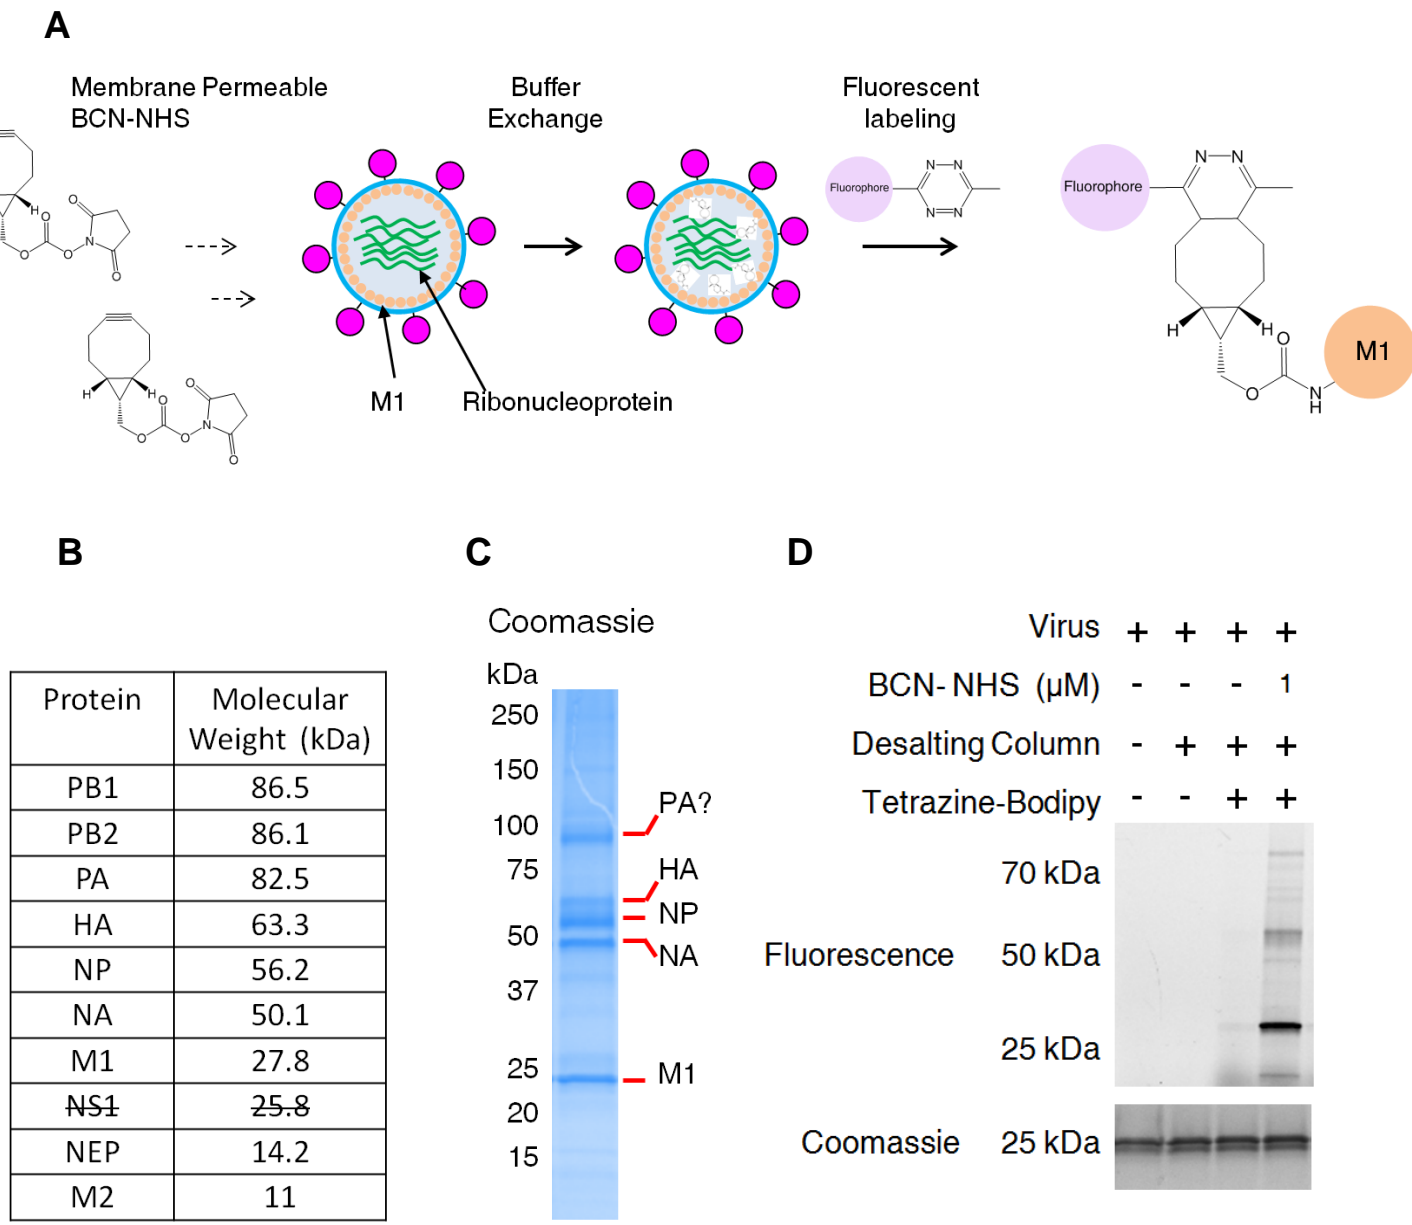 A
Membrane Permeable
BCN-NHS
Buffer
Exchange
Fluorescent
labeling
Fluorophore
N N
N N
Fluorophore
N N
H
O
O
O
N
O
O
M1
Ribonucleoprotein
H
H
O
O
O
N
O
O
H
H
O
O
N
H
M1
B
Protein
Molecular
Weight (kDa)
PB1 86.5
PB2 86.1
PA 82.5
HA 63.3
NP 56.2
NA 50.1
M1 27.8
NS1 25.8
NEP 14.2
M2 11
C
Coomassie
kDa
250
150
100
75
50
37
25
20
15
PA?
HA
NP
NA
M1
D
Virus + + + +
BCN- NHS (µM) - - - 1
Desalting Column - + + +
Tetrazine-Bodipy - - + +
70 kDa
Fluorescence 50 kDa
25 kDa
Coomassie 25 kDa